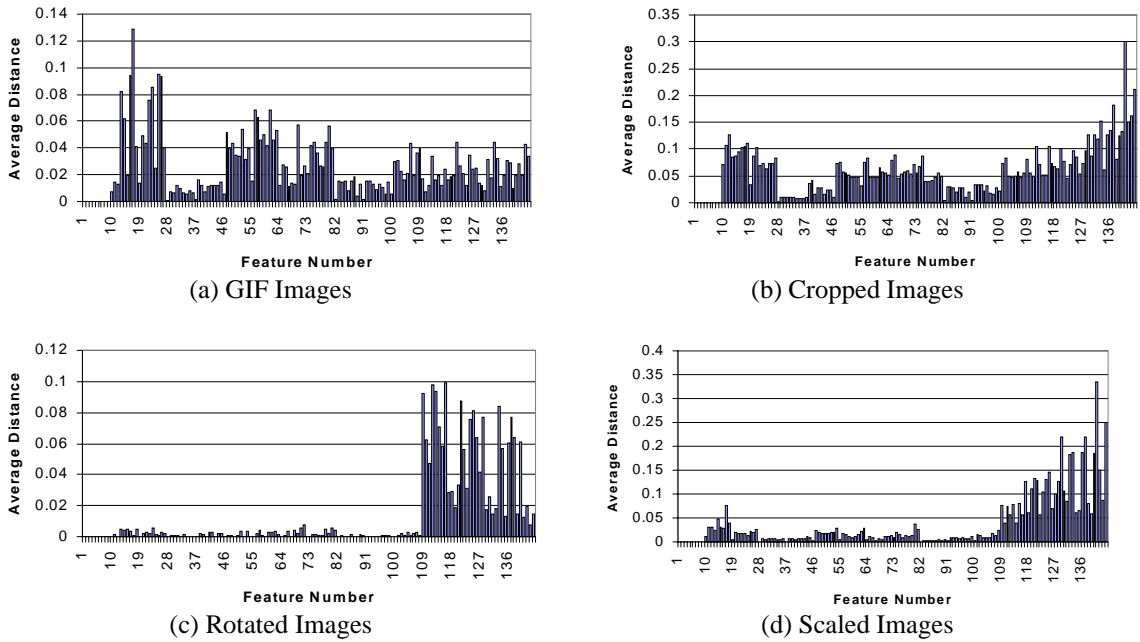 Average Distance
0.14
0.12
0.1
0.08
0.06
0.04
0.02
0
1 10 19 28 37 46 55 64 73 82 91 100 109 118 127 136
Feature Number
(a) GIF Images
Average Distance
0.35
0.3
0.25
0.2
0.15
0.1
0.05
0
1 10 19 28 37 46 55 64 73 82 91 100 109 118 127 136
Feature Number
(b) Cropped Images
Average Distance
0.12
0.1
0.08
0.06
0.04
0.02
0
1 10 19 28 37 46 55 64 73 82 91 100 109 118 127 136
Feature Number
(c) Rotated Images
Average Distance
0.4
0.35
0.3
0.25
0.2
0.15
0.1
0.05
0
1 10 19 28 37 46 55 64 73 82 91 100 109 118 127 136
Feature Number
(d) Scaled Images